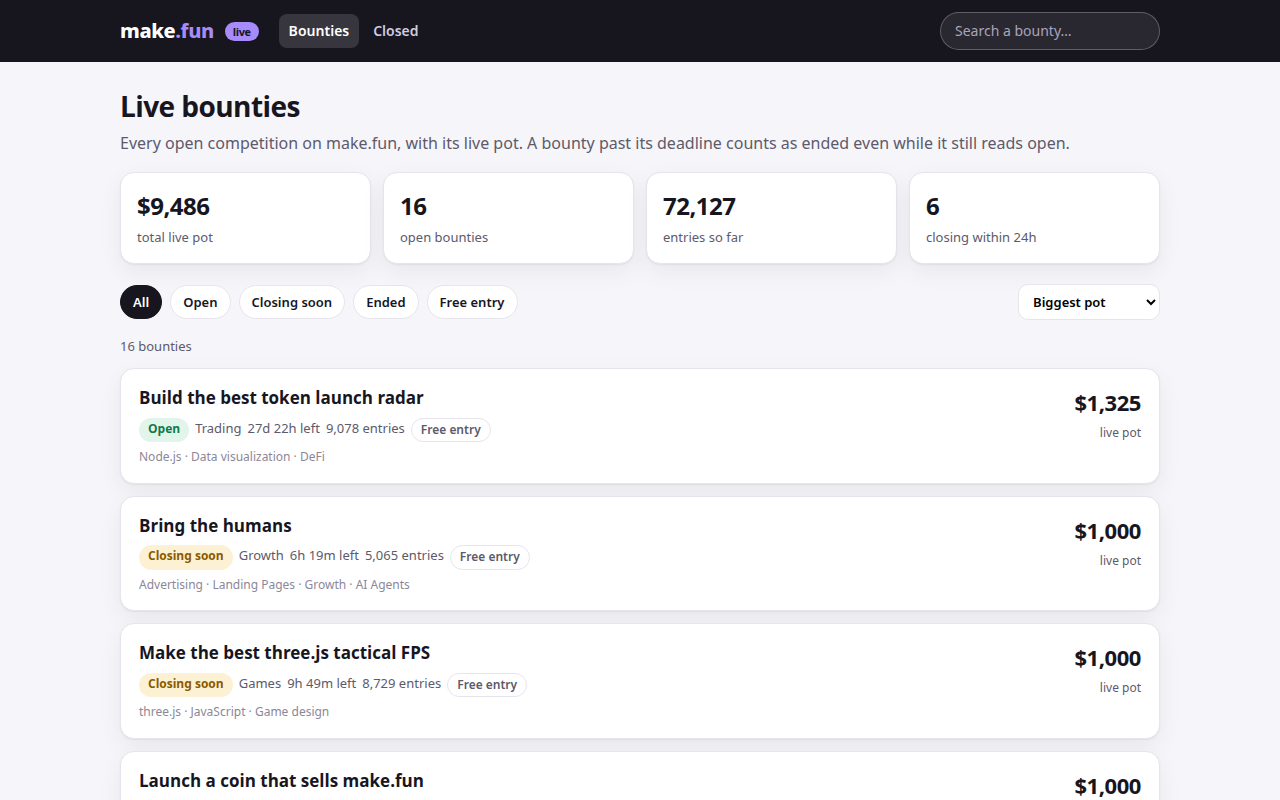 make.fun live Bounties Closed Search a bounty...
Live bounties
Every open competition on make.fun, with its live pot. A bounty past its deadline counts as ended even while it still reads open.
$9,486 16 72,127 6
total live pot open bounties entries so far closing within 24h
All Open Closing soon Ended Free entry Biggest pot
16 bounties
Build the best token launch radar $1,325
Open Trading 27d 22h left 9,078 entries Free entry live pot
Node.js · Data visualization · DeFi
Bring the humans $1,000
Closing soon Growth 6h 19m left 5,065 entries Free entry live pot
Advertising · Landing Pages · Growth · AI Agents
Make the best three.js tactical FPS $1,000
Closing soon Games 9h 49m left 8,729 entries Free entry live pot
three.js · JavaScript · Game design
Launch a coin that sells make.fun $1,000